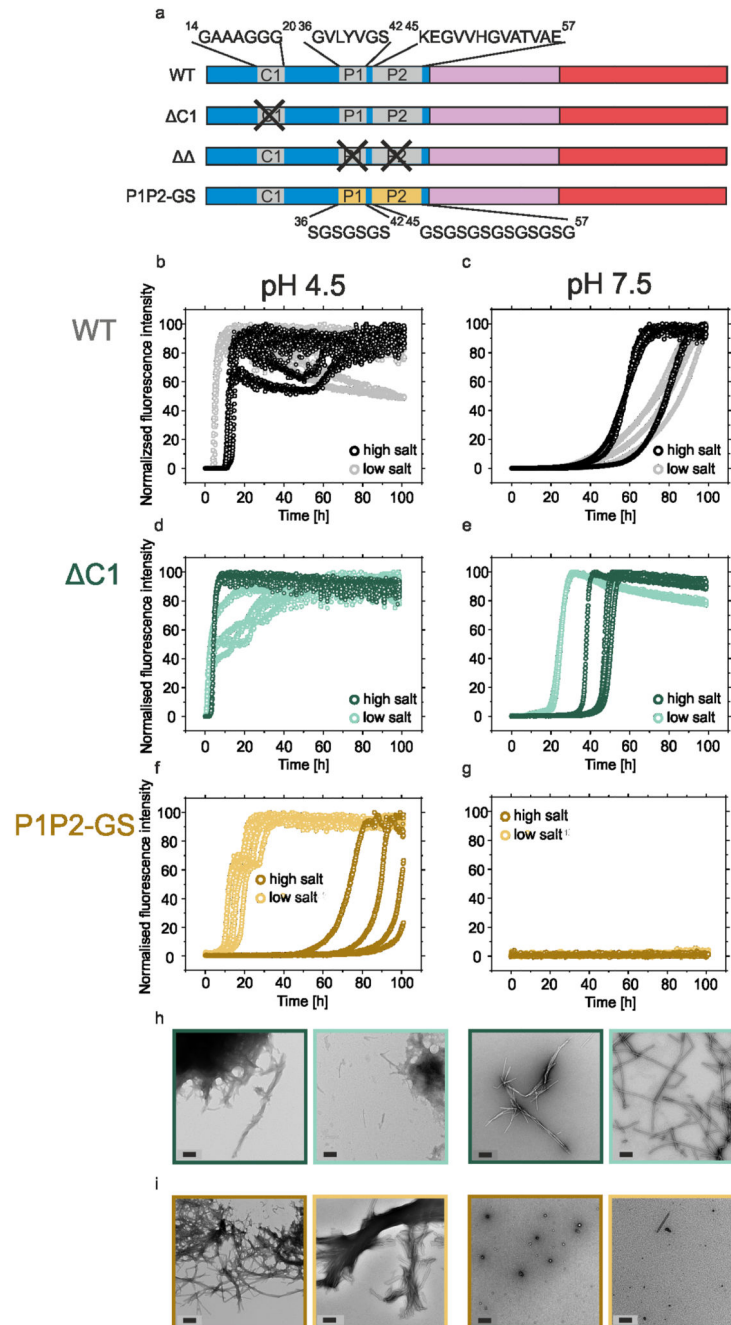 a
14 GAAAGGG 20 36 GVLYVGS 42 45 KEGVVHGVATVAE 57
WT C1 P1 P2
ΔC1 C1
ΔΔ C1 P1 P2
P1P2-GS C1 P1 P2
36 SGSGSGS 42 45 GSGSGSGSGSGSG 57
b pH 4.5 c pH 7.5
WT
Normalizsed fluorescence intensity
100
80
60
40
20
0
high salt
low salt
0 20 40 60 80 100
Time [h]
100
80
60
40
20
0
high salt
low salt
0 20 40 60 80 100
Time [h]
d e
ΔC1
Normalised fluorescence intensity
100
80
60
40
20
0
high salt
low salt
0 20 40 60 80 100
Time [h]
100
80
60
40
20
0
high salt
low salt
0 20 40 60 80 100
Time [h]
f g
P1P2-GS
Normalised fluorescence intensity
100
80
60
40
20
0
high salt
low salt
0 20 40 60 80 100
Time [h]
100
80
60
40
20
0
high salt
low salt
0 20 40 60 80 100
Time [h]
h
i